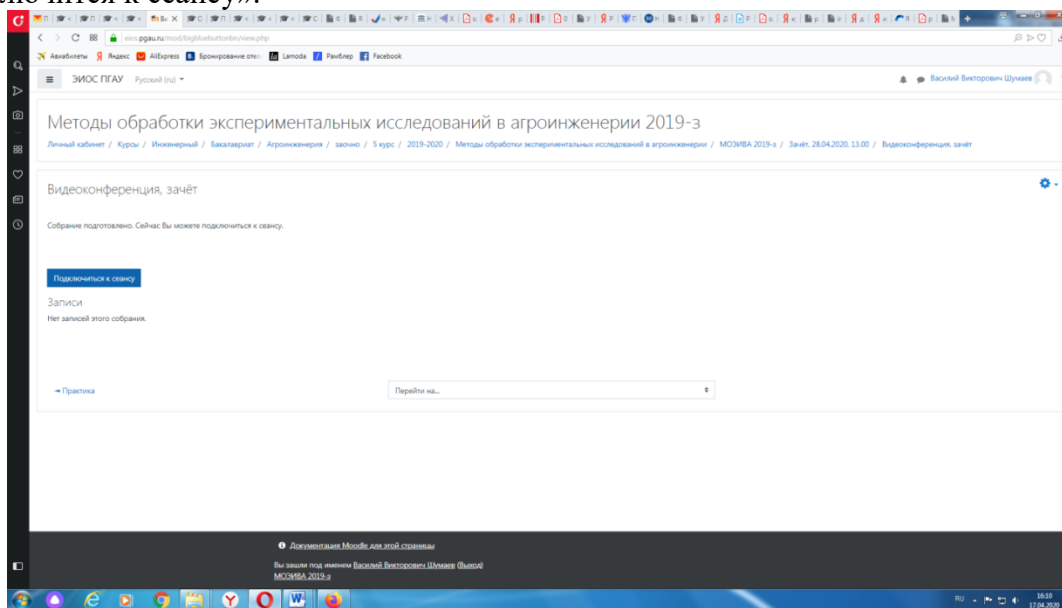 лючится к сеансу».
eios.pgau.ru/mod/bigbluebuttonbn/view.php
Авиабилеты Яндекс AliExpress Бронирование отел Lamoda Рамблер Facebook
ЭИОС ПГАУ Русский (ru) Василий Викторович Шумаев
Методы обработки экспериментальных исследований в агроинженерии 2019-з
Личный кабинет / Курсы / Инженерный / Бакалавриат / Агроинженерия / заочно / 5 курс / 2019-2020 / Методы обработки экспериментальных исследований в агроинженерии / МОЭИВА 2019-з / Зачёт. 28.04.2020. 13.00 / Видеоконференция, зачёт
Видеоконференция, зачёт
Собрание подготовлено. Сейчас Вы можете подключиться к сеансу.
Подключиться к сеансу
Записи
Нет записей этого собрания.
Практика
Перейти на...
Документация Moodle для этой страницы
Вы зашли под именем Василий Викторович Шумаев (Выход)
МОЭИВА 2019-з
RU 16:10
17.04.2020